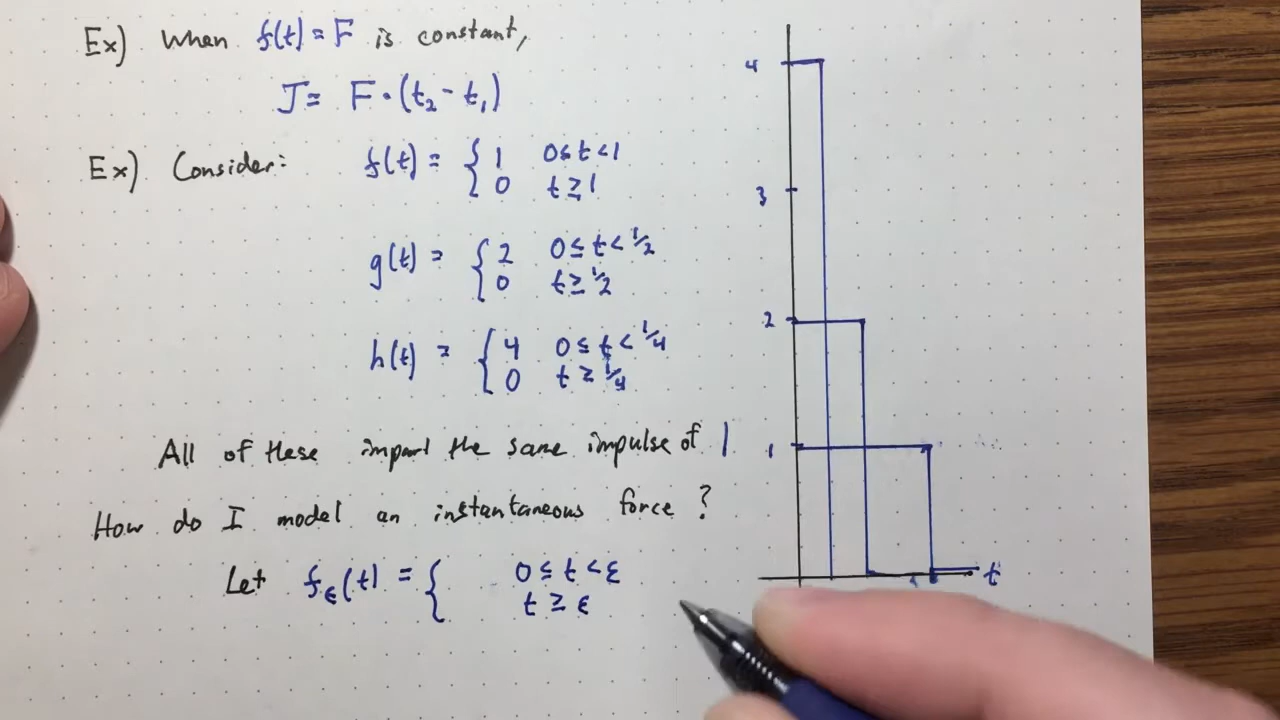 Ex) When f(t) = F is constant,
J = F · (t₂ - t₁)
Ex) Consider: f(t) = { 1 0≤t<1
0 t≥1
g(t) = { 2 0≤t<1/2
0 t≥1/2
h(t) = { 4 0≤t<1/4
0 t≥1/4
All of these impart the same impulse of 1
How do I model an instantaneous force?
Let fε(t) = { 0≤t<ε
t≥ε
4
3
2
1
t